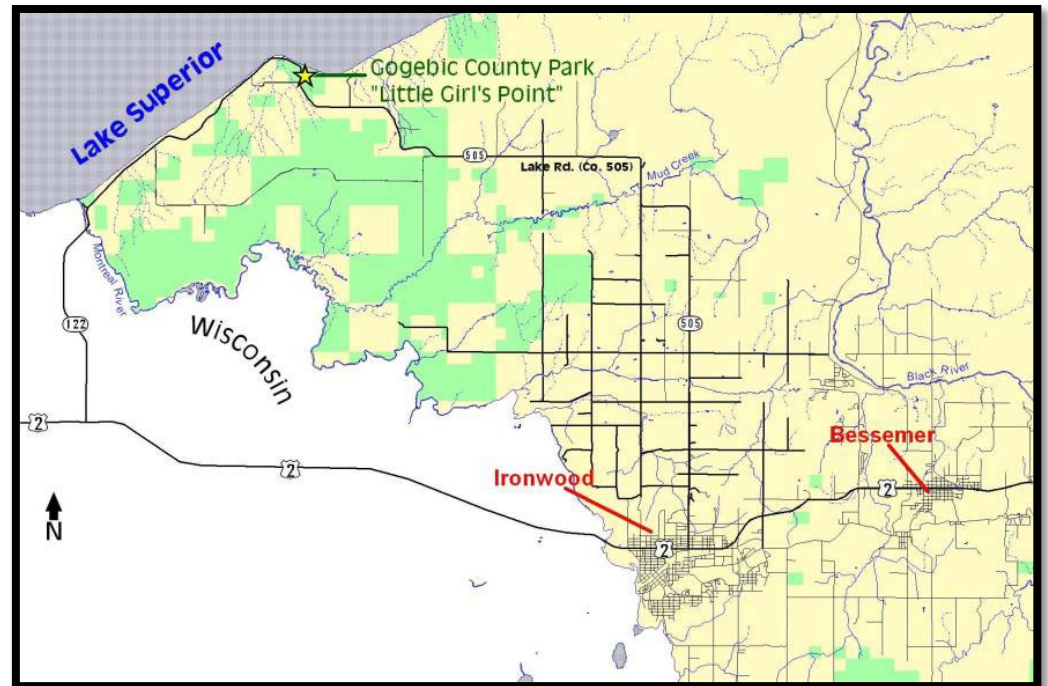 Lake Superior
Gogebic County Park
"Little Girl's Point"
505
Lake Rd. (Co. 505)
Mud Creek
Montreal River
122
Wisconsin
505
Black River
2
2
Bessemer
Ironwood
2
2
N